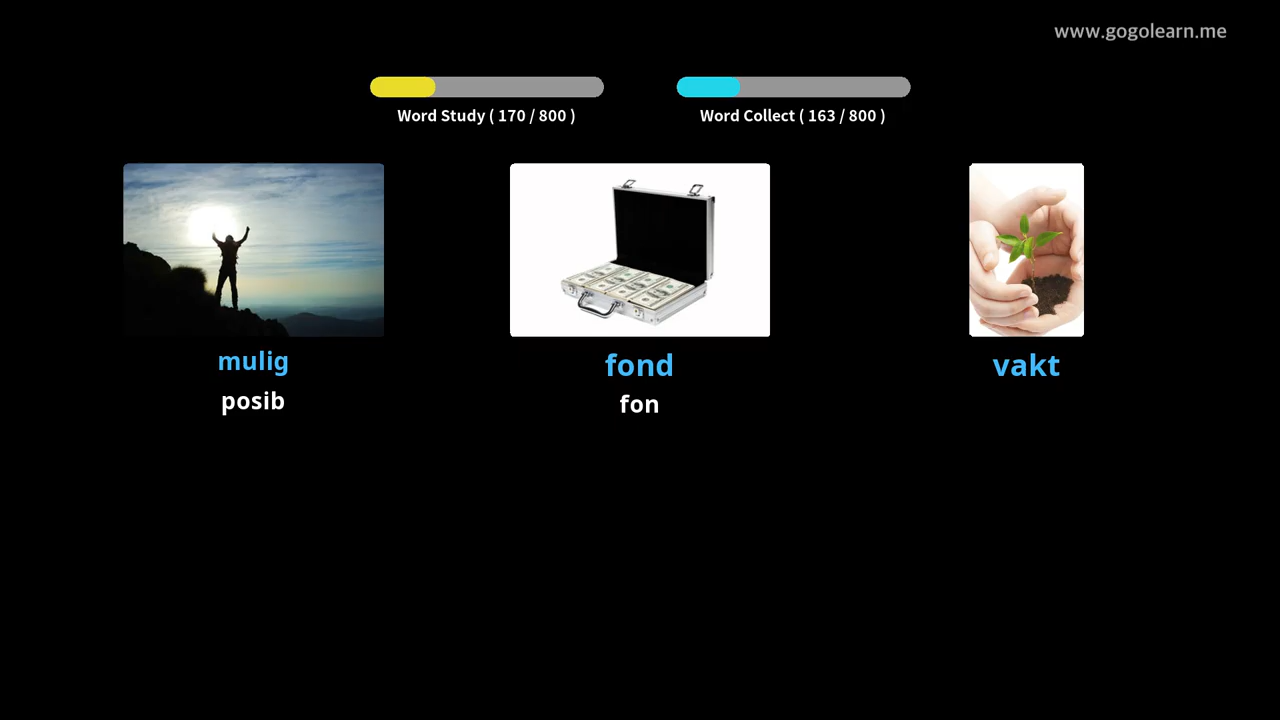 www.gogolearn.me
Word Study ( 170 / 800 )
Word Collect ( 163 / 800 )
mulig
posib
fond
fon
vakt